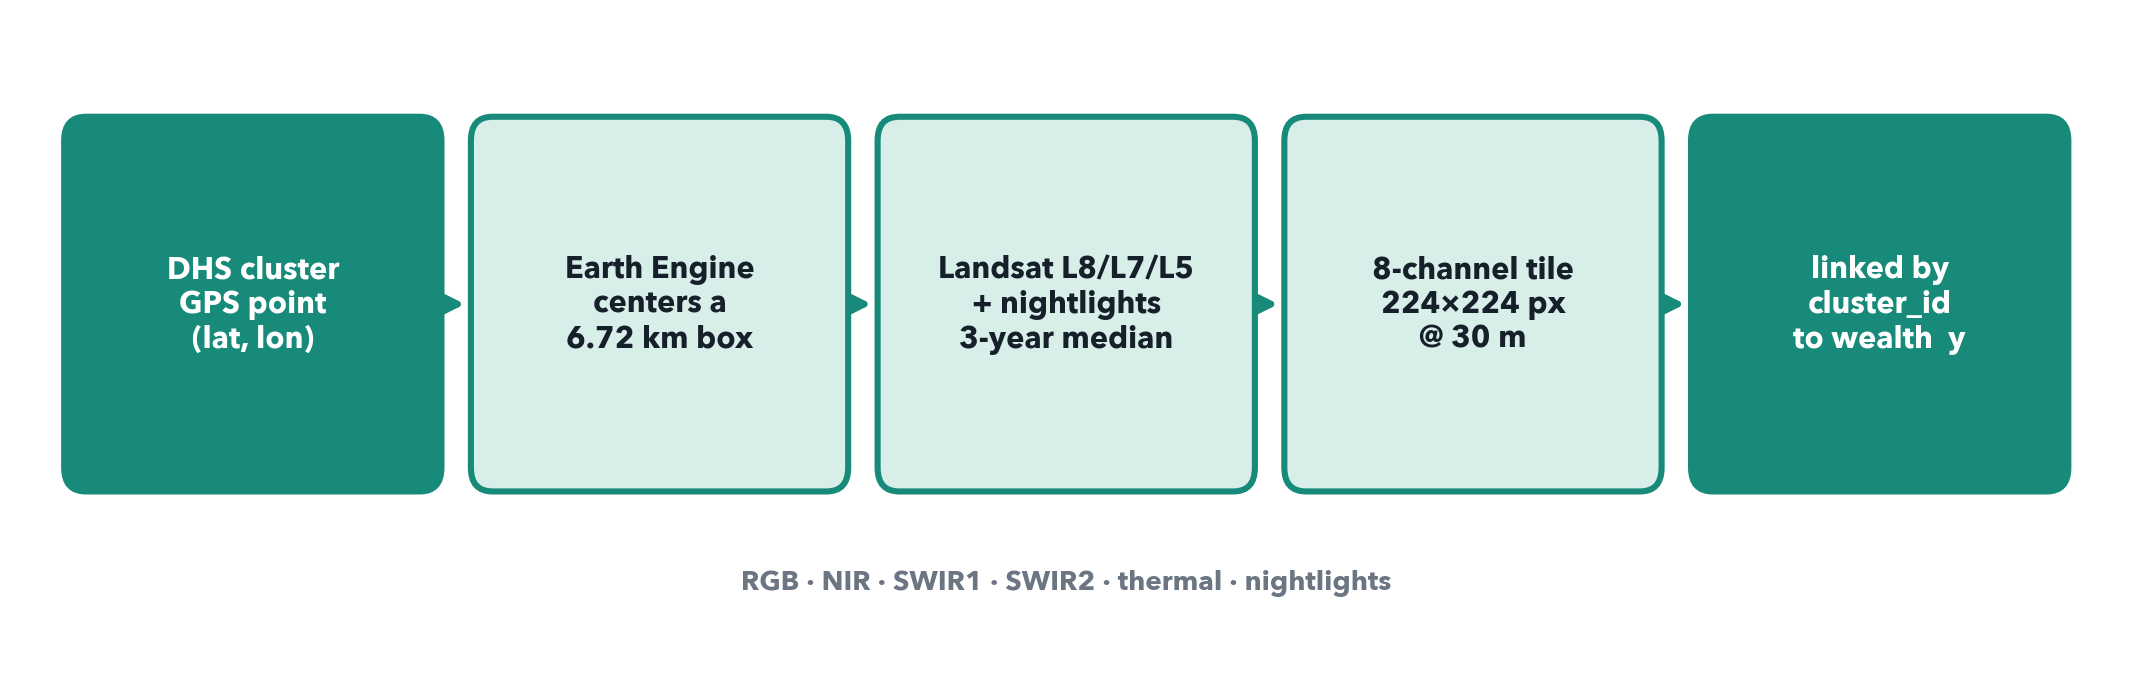 DHS cluster
GPS point
(lat, lon)
Earth Engine
centers a
6.72 km box
Landsat L8/L7/L5
+ nightlights
3-year median
8-channel tile
224×224 px
@ 30 m
linked by
cluster_id
to wealth  y
RGB · NIR · SWIR1 · SWIR2 · thermal · nightlights